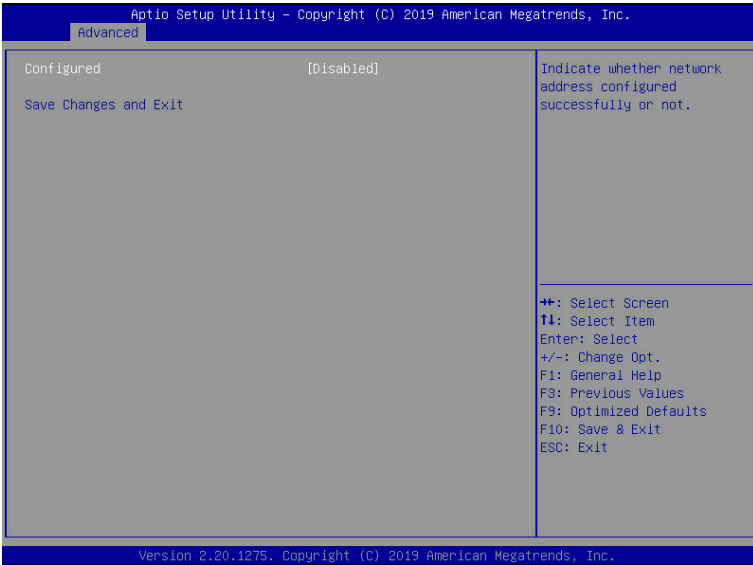 Aptio Setup Utility – Copyright (C) 2019 American Megatrends, Inc.
Advanced
Configured [Disabled]
Save Changes and Exit
Indicate whether network
address configured
successfully or not.
→←: Select Screen
↑↓: Select Item
Enter: Select
+/-: Change Opt.
F1: General Help
F3: Previous Values
F9: Optimized Defaults
F10: Save & Exit
ESC: Exit
Version 2.20.1275. Copyright (C) 2019 American Megatrends, Inc.